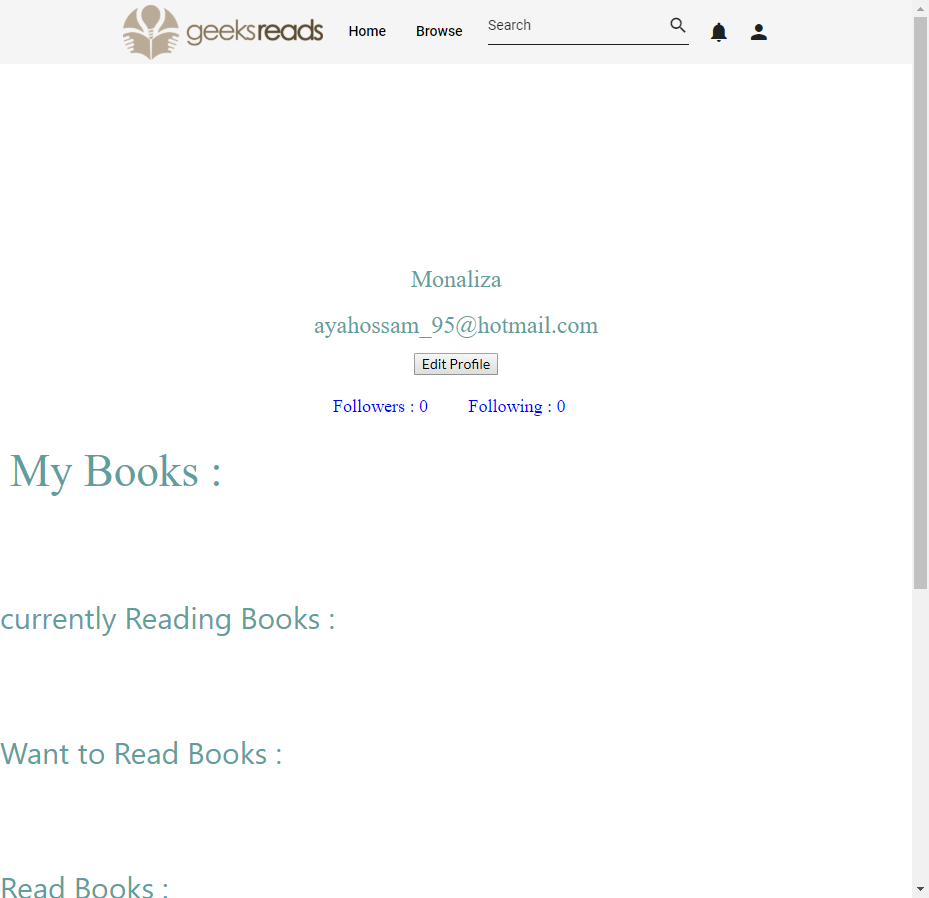 geeksreads Home Browse Search
Monaliza
ayahossam_95@hotmail.com
Edit Profile
Followers : 0 Following : 0
My Books :
currently Reading Books :
Want to Read Books :
Read Books :